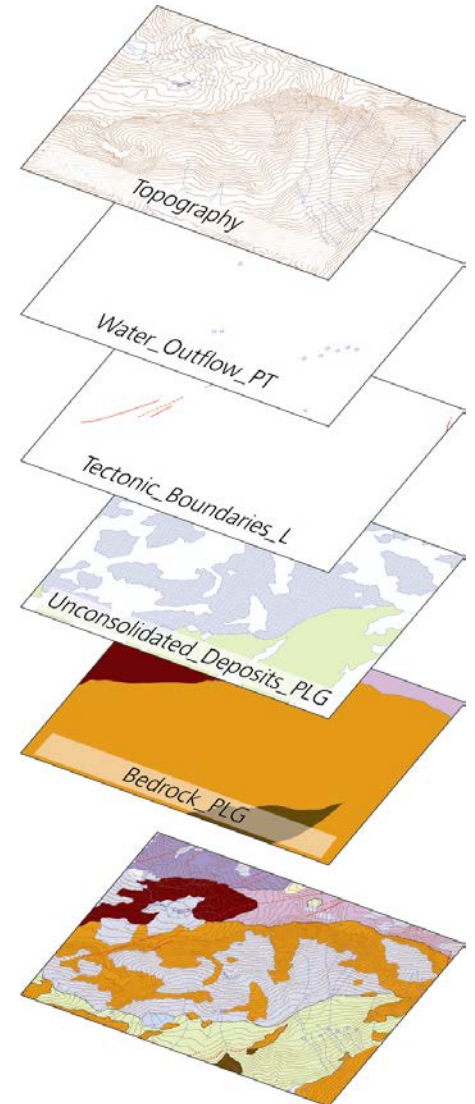 Topography
Water_Outflow_PT
Tectonic_Boundaries_L
Unconsolidated_Deposits_PLG
Bedrock_PLG